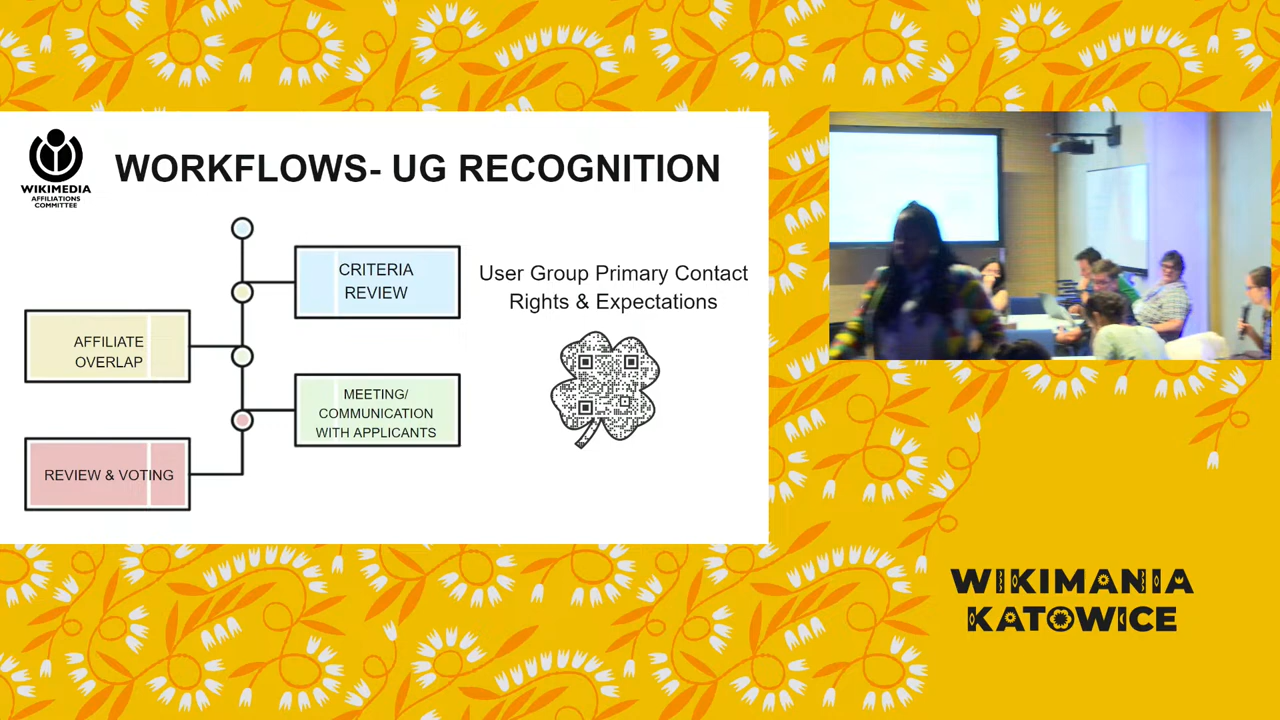 WIKIMEDIA
AFFILIATIONS
COMMITTEE
WORKFLOWS- UG RECOGNITION
CRITERIA
REVIEW
AFFILIATE
OVERLAP
MEETING/
COMMUNICATION
WITH APPLICANTS
REVIEW & VOTING
User Group Primary Contact
Rights & Expectations
WIKIMANIA
KATOWICE